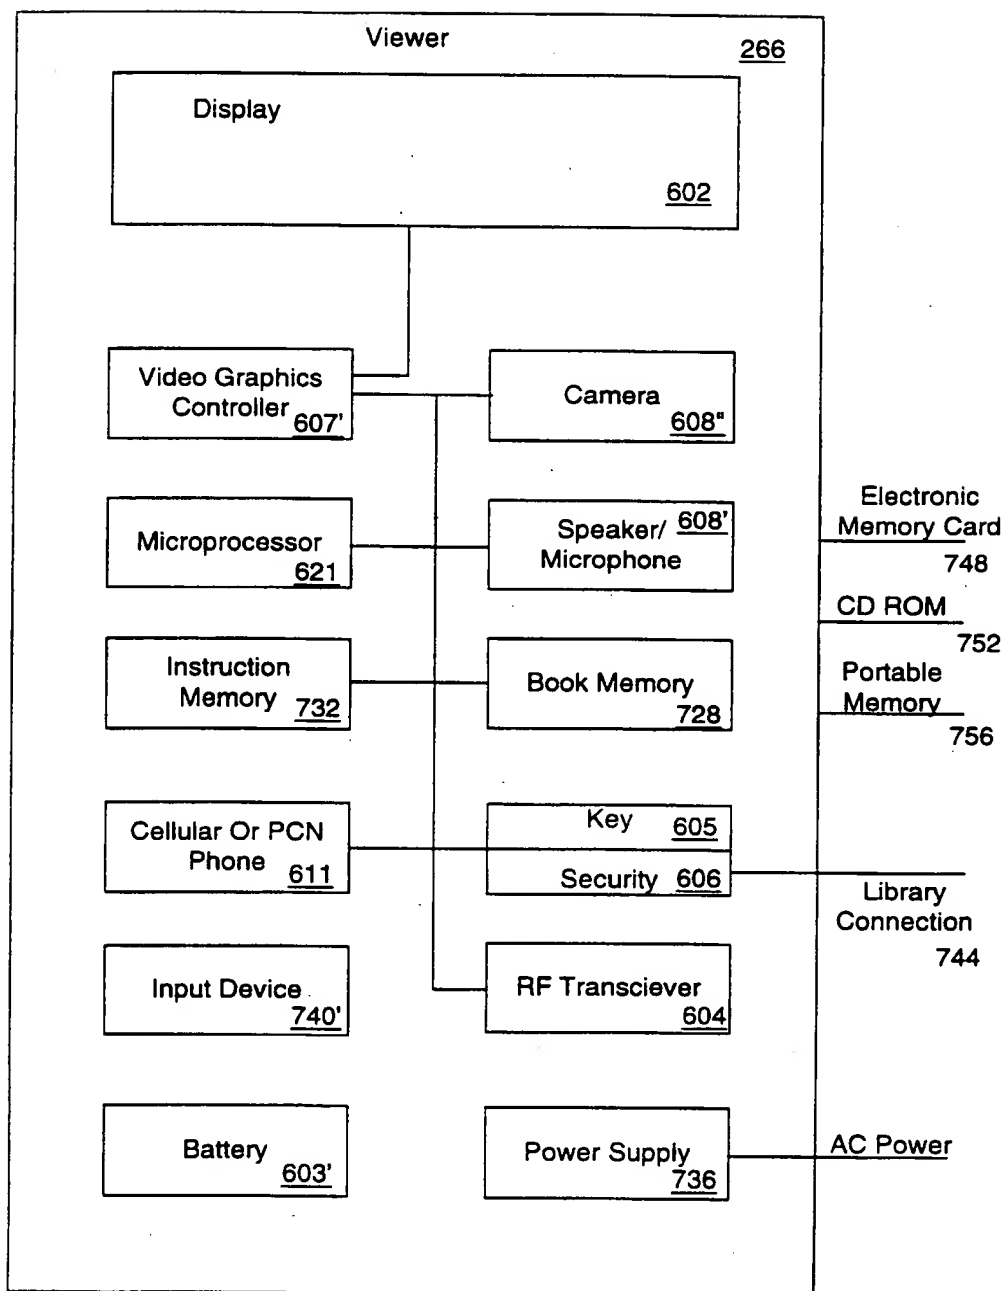 Viewer
266
Display
602
Video Graphics
Controller
607'
Camera
608"
Microprocessor
621
Speaker/
Microphone
608'
Electronic
Memory Card
748
CD ROM
752
Instruction
Memory
732
Book Memory
728
Portable
Memory
756
Cellular Or PCN
Phone
611
Key
605
Security
606
Library
Connection
744
Input Device
740'
RF Transciever
604
Battery
603'
Power Supply
736
AC Power